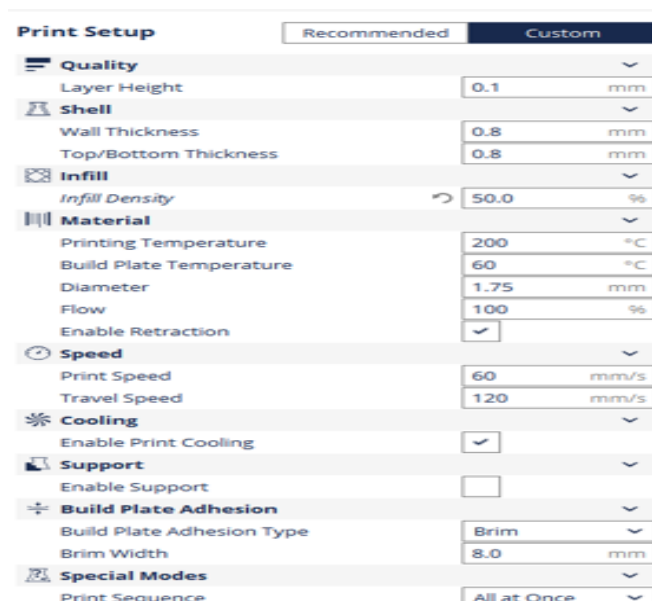 Print Setup Recommended Custom
Quality
Layer Height 0.1 mm
Shell
Wall Thickness 0.8 mm
Top/Bottom Thickness 0.8 mm
Infill
Infill Density 50.0 %
Material
Printing Temperature 200 °C
Build Plate Temperature 60 °C
Diameter 1.75 mm
Flow 100 %
Enable Retraction
Speed
Print Speed 60 mm/s
Travel Speed 120 mm/s
Cooling
Enable Print Cooling
Support
Enable Support
Build Plate Adhesion
Build Plate Adhesion Type Brim
Brim Width 8.0 mm
Special Modes
Print Sequence All at Once